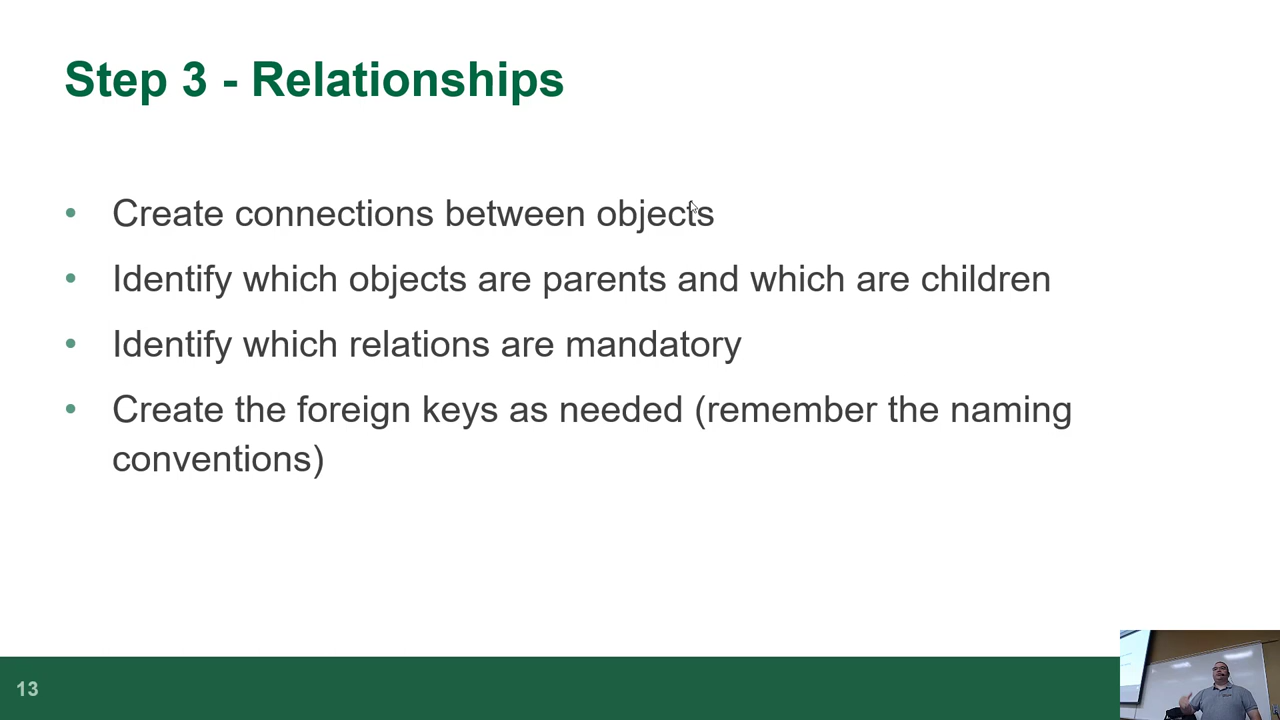 Step 3 - Relationships
• Create connections between objects
• Identify which objects are parents and which are children
• Identify which relations are mandatory
• Create the foreign keys as needed (remember the naming
conventions)
13